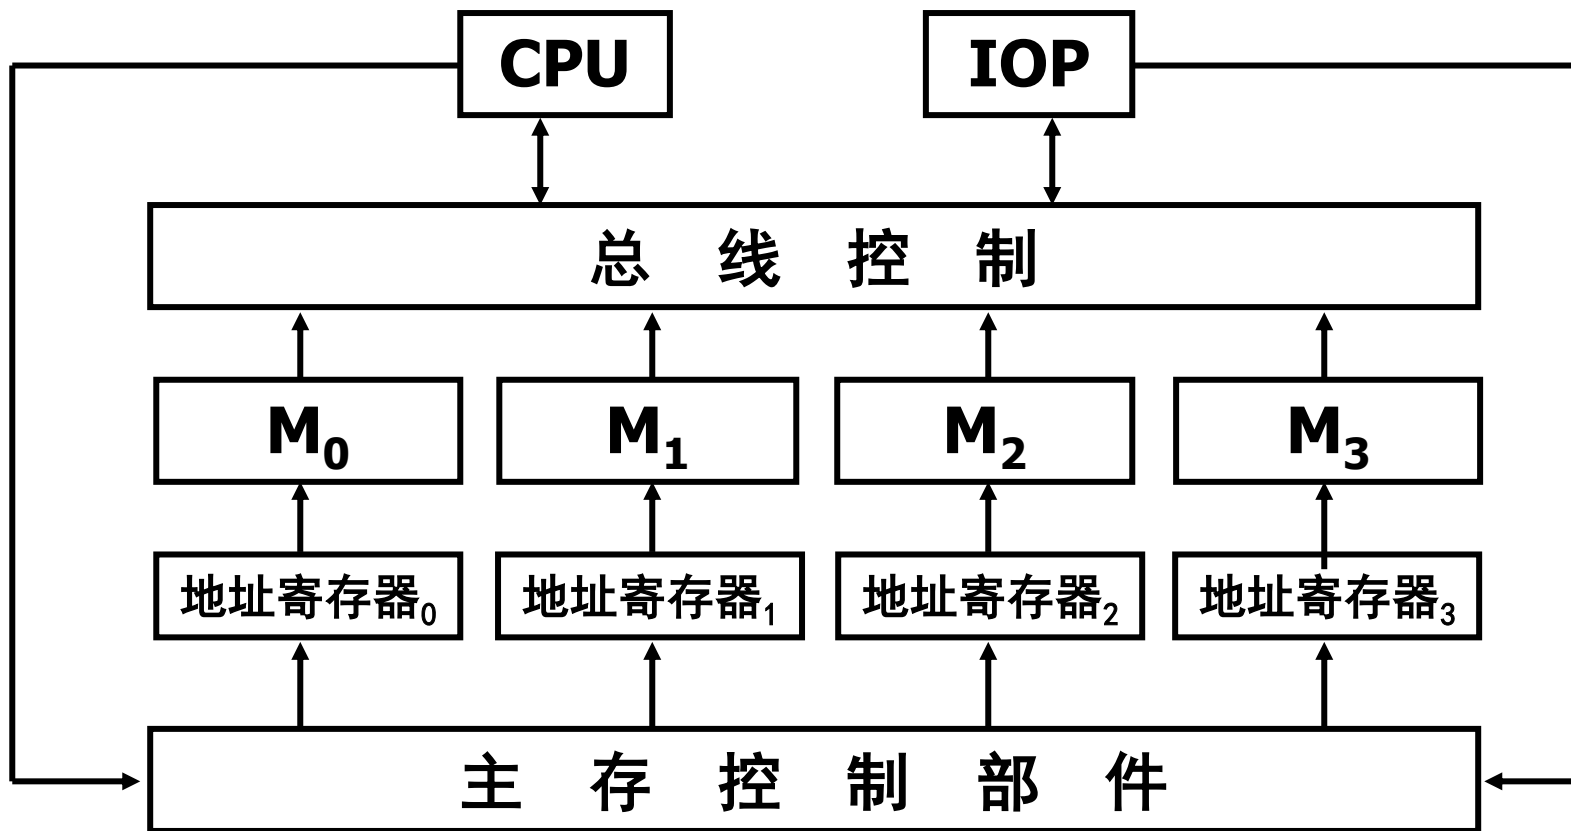 CPU IOP
总 线 控 制
M₀ M₁ M₂ M₃
地址寄存器₀ 地址寄存器₁ 地址寄存器₂ 地址寄存器₃
主 存 控 制 部 件